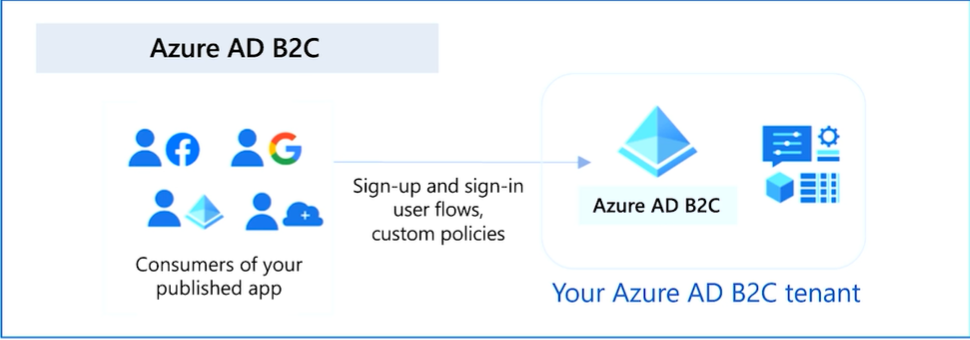 Azure AD B2C
Sign-up and sign-in
user flows,
custom policies
Consumers of your
published app
Azure AD B2C
Your Azure AD B2C tenant